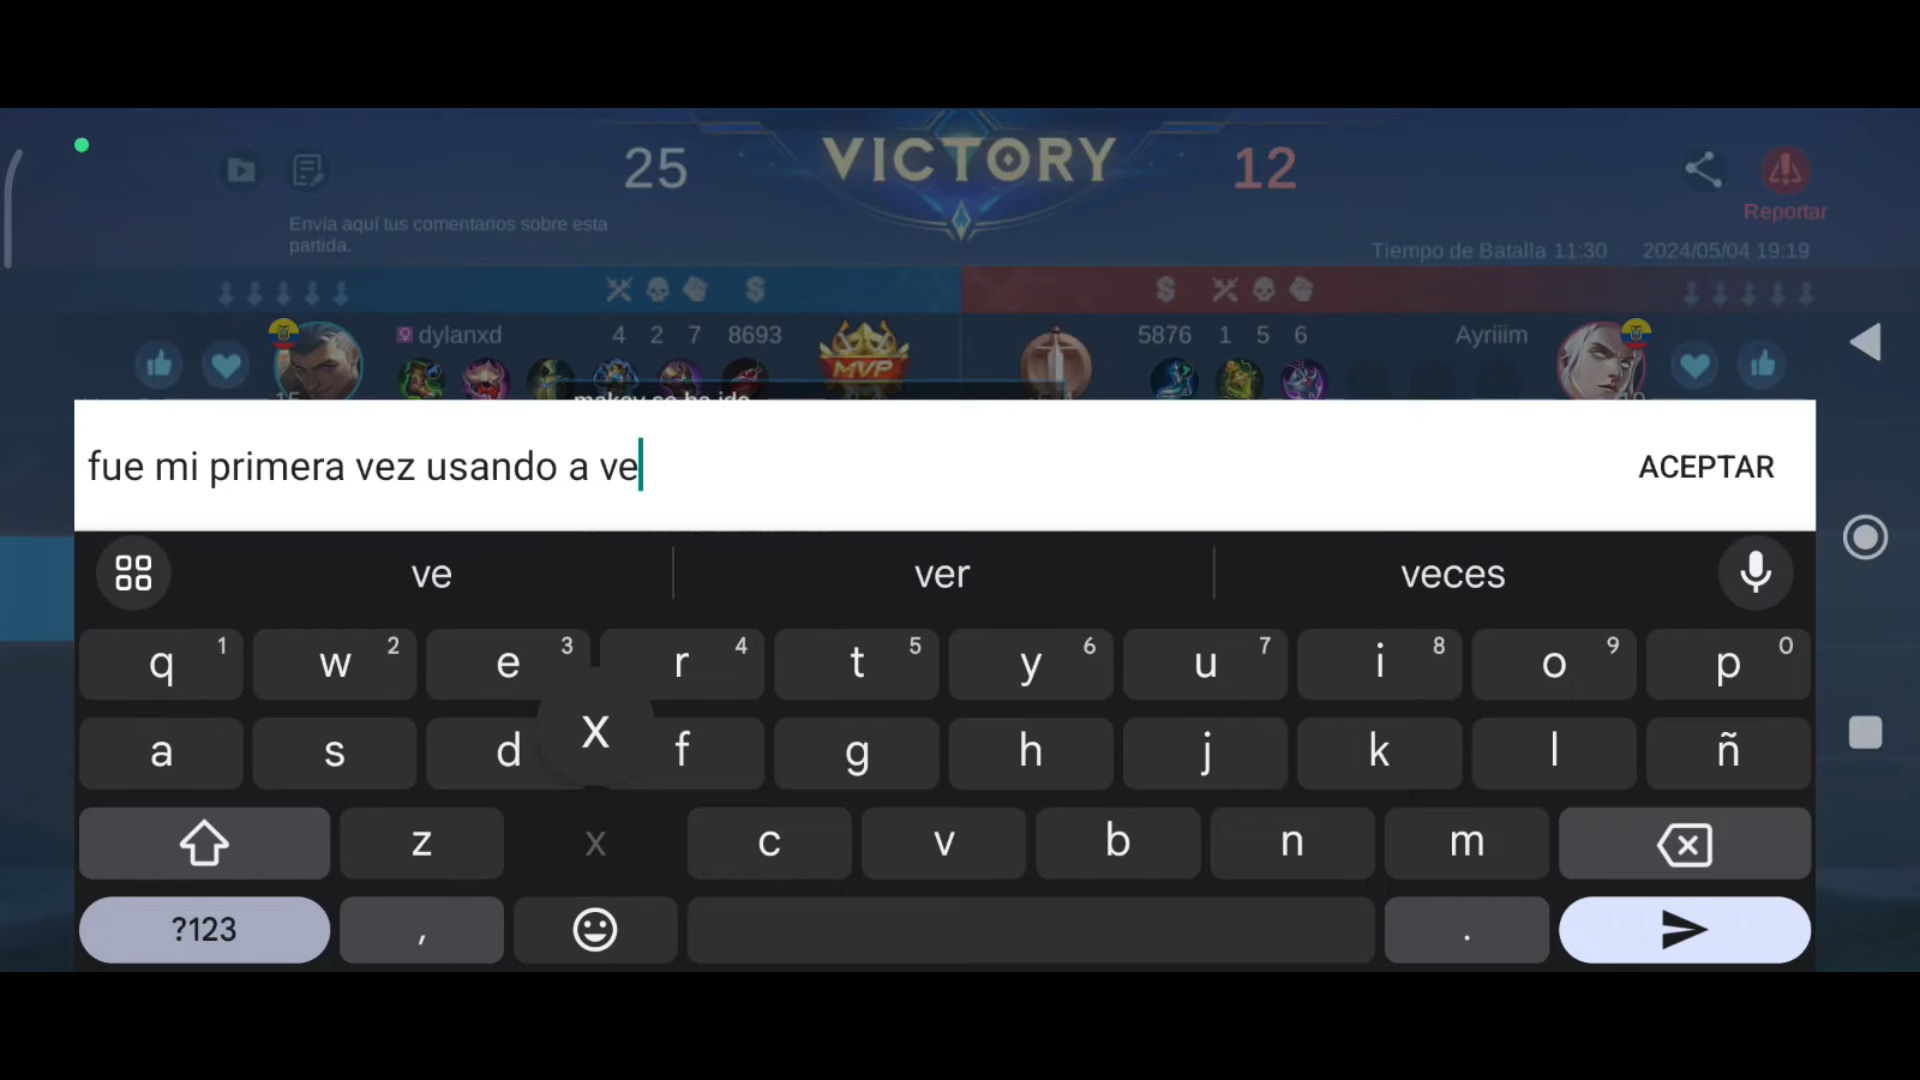 25 VICTORY 12
Reportar
Envía aquí tus comentarios sobre esta
partida.
Tiempo de Batalla 11:30 2024/05/04 19:19
dylanxd 4 2 7 8693 MVP 5876 1 5 6 Ayriiim
fue mi primera vez usando a ve ACEPTAR
ve ver veces
q 1 w 2 e 3 r 4 t 5 y 6 u 7 i 8 o 9 p 0
a s d x f g h j k l ñ
z x c v b n m
?123 , .